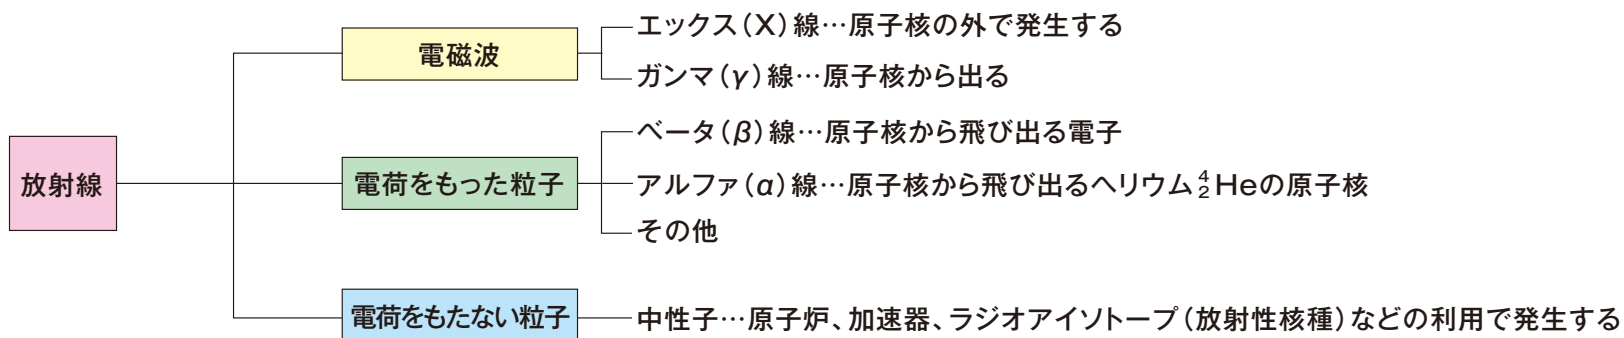 放射線
電磁波
エックス(X)線…原子核の外で発生する
ガンマ(γ)線…原子核から出る
電荷をもった粒子
ベータ(β)線…原子核から飛び出る電子
アルファ(α)線…原子核から飛び出るヘリウム⁴₂Heの原子核
その他
電荷をもたない粒子
中性子…原子炉、加速器、ラジオアイソトープ(放射性核種)などの利用で発生する